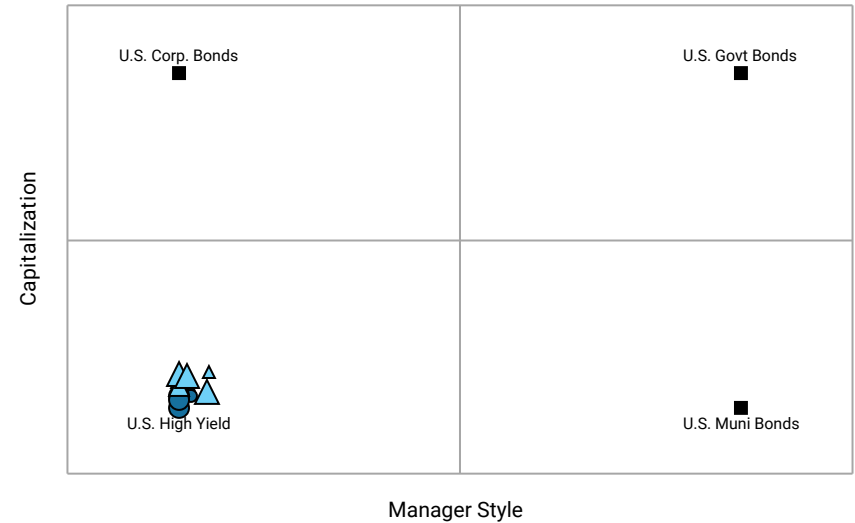 U.S. Corp. Bonds
U.S. Govt Bonds
Capitalization
U.S. High Yield
U.S. Muni Bonds
Manager Style